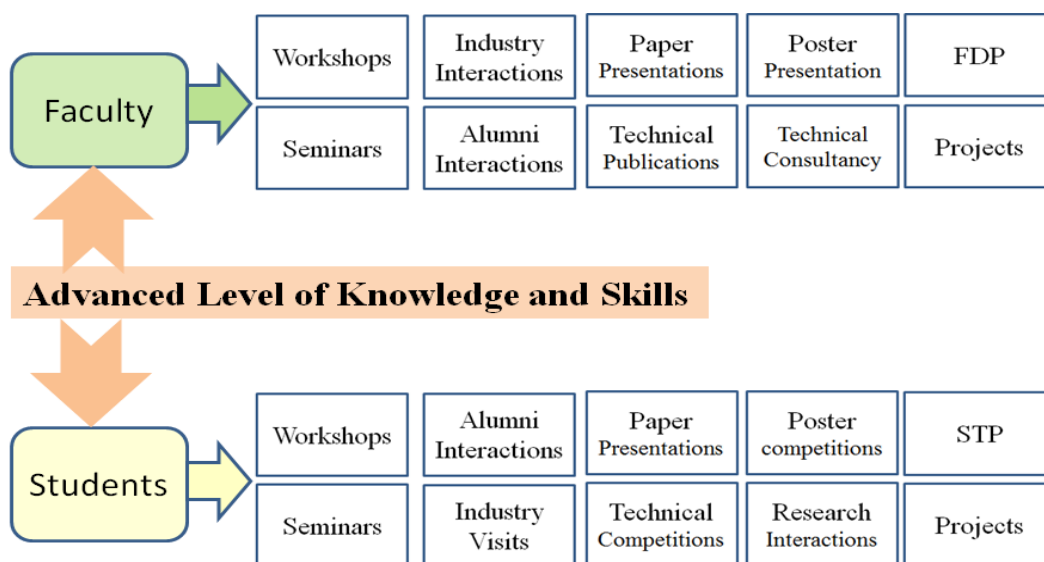 Faculty
Workshops
Industry
Interactions
Paper
Presentations
Poster
Presentation
FDP
Seminars
Alumni
Interactions
Technical
Publications
Technical
Consultancy
Projects
Advanced Level of Knowledge and Skills
Students
Workshops
Alumni
Interactions
Paper
Presentations
Poster
competitions
STP
Seminars
Industry
Visits
Technical
Competitions
Research
Interactions
Projects